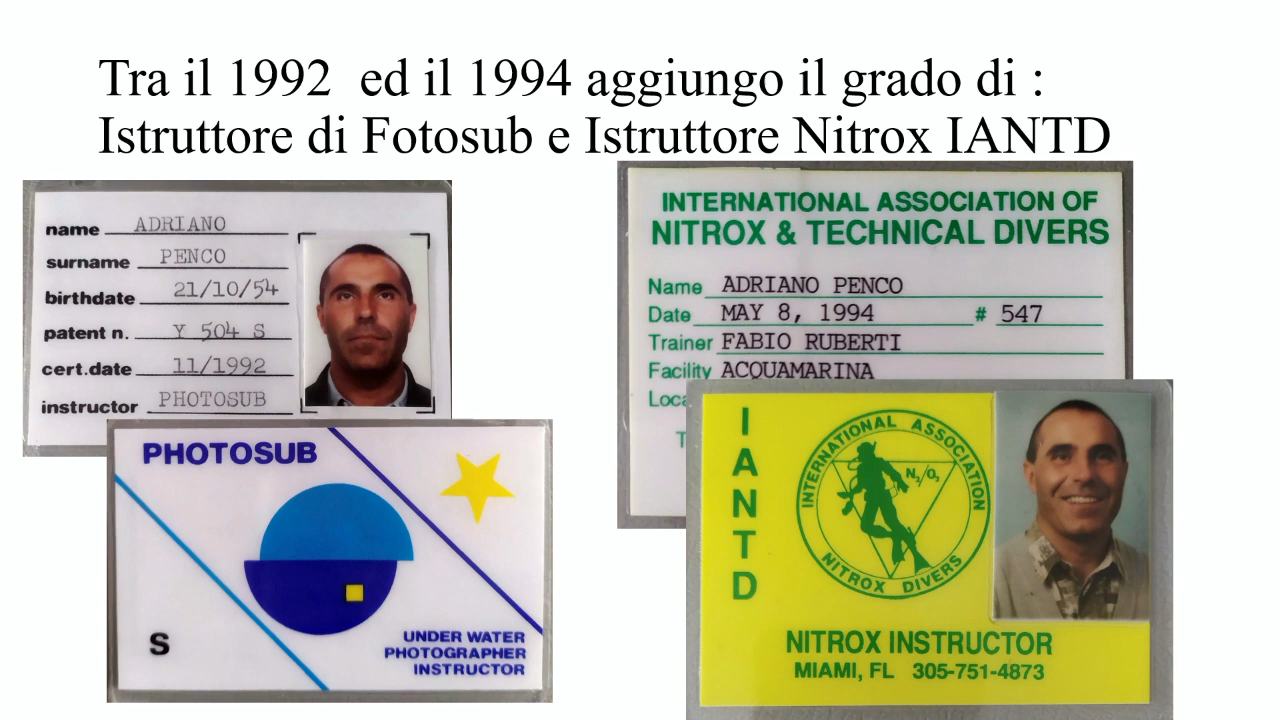 Tra il 1992 ed il 1994 aggiungo il grado di :
Istruttore di Fotosub e Istruttore Nitrox IANTD
name ADRIANO
surname PENCO
birthdate 21/10/54
patent n. Y 504 S
cert.date 11/1992
instructor PHOTOSUB
PHOTOSUB
S
UNDER WATER
PHOTOGRAPHER
INSTRUCTOR
INTERNATIONAL ASSOCIATION OF
NITROX & TECHNICAL DIVERS
Name ADRIANO PENCO
Date MAY 8, 1994 # 547
Trainer FABIO RUBERTI
Facility ACQUAMARINA
Loca
T
IANTD
INTERNATIONAL ASSOCIATION
N₂/O₂
NITROX DIVERS
NITROX INSTRUCTOR
MIAMI, FL 305-751-4873